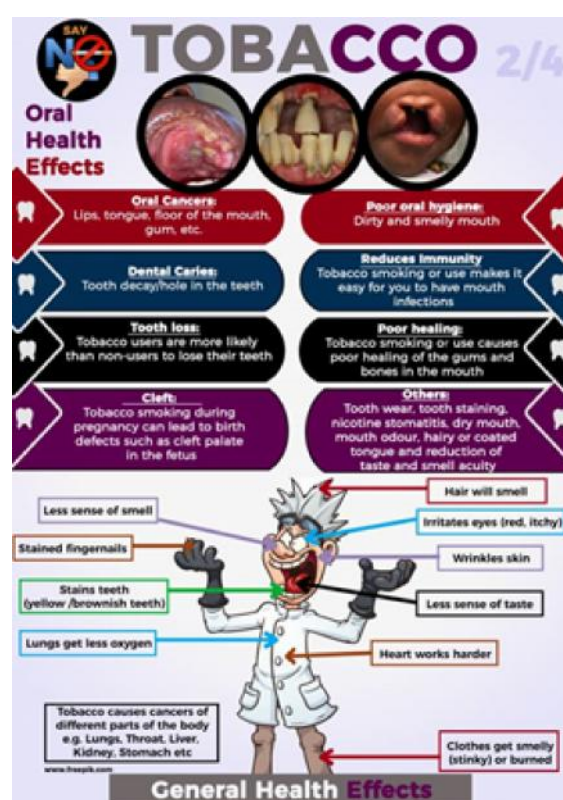 SAY
NO
TOBACCO
2/4
Oral
Health
Effects
Oral Cancers:
Lips, tongue, floor of the mouth,
gum, etc.
Poor oral hygiene:
Dirty and smelly mouth
Dental Caries:
Tooth decay/hole in the teeth
Reduces Immunity
Tobacco smoking or use makes it
easy for you to have mouth
infections
Tooth loss:
Tobacco users are more likely
than non-users to lose their teeth
Poor healing:
Tobacco smoking or use causes
poor healing of the gums and
bones in the mouth
Cleft:
Tobacco smoking during
pregnancy can lead to birth
defects such as cleft palate
in the fetus
Others:
Tooth wear, tooth staining,
nicotine stomatitis, dry mouth,
mouth odour, hairy or coated
tongue and reduction of
taste and smell acuity
Hair will smell
Less sense of smell
Irritates eyes (red, itchy)
Stained fingernails
Wrinkles skin
Stains teeth
(yellow /brownish teeth)
Less sense of taste
Lungs get less oxygen
Heart works harder
Tobacco causes cancers of
different parts of the body
e.g. Lungs, Throat, Liver,
Kidney, Stomach etc
Clothes get smelly
(stinky) or burned
www.freepik.com
General Health Effects